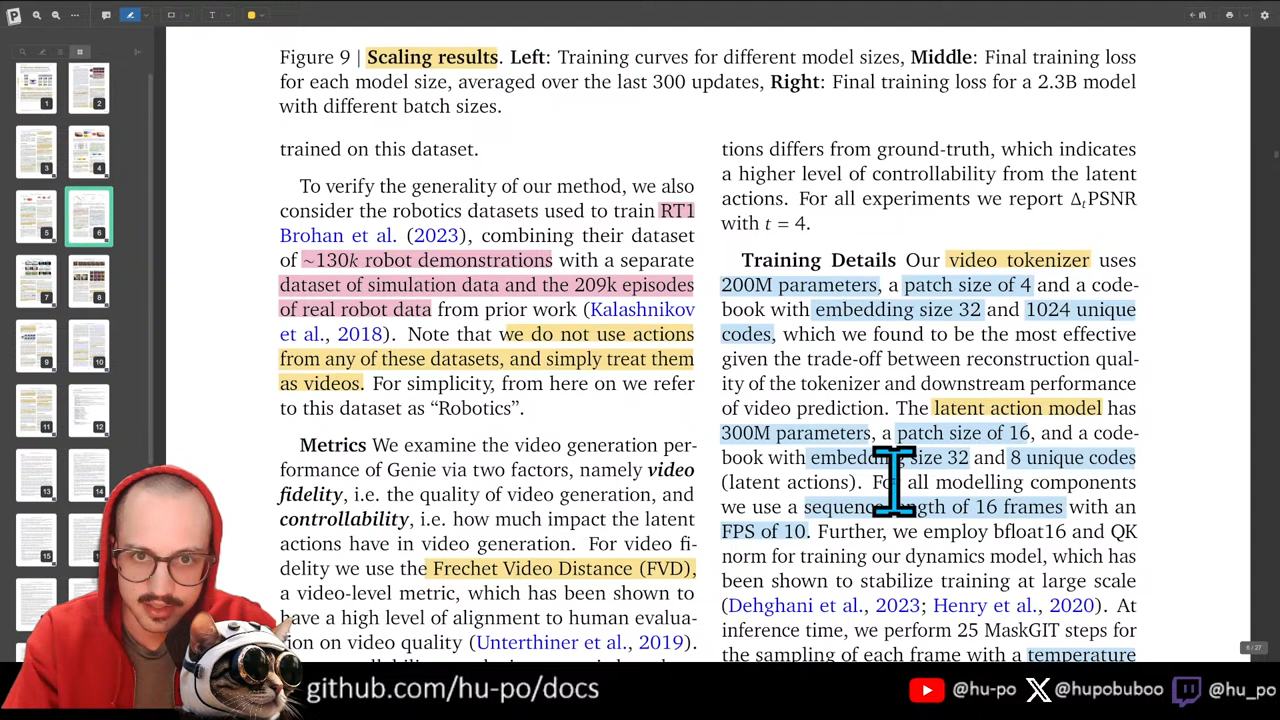 Figure 9 | Scaling results. Left: Training curves for different model sizes, Middle: Final training loss
for each model size, averaged over the last 300 updates, Right: Final training loss for a 2.3B model
with different batch sizes.
trained on this dataset.
To verify the generality of our method, we also
consider the robotics datasets used to train RT1
Brohan et al. (2023), combining their dataset
of ~130k robot demonstrations with a separate
dataset of simulation data and the 209k episodes
of real robot data from prior work (Kalashnikov
et al., 2018). Note that we do not use actions
from any of these datasets, and simply treat them
as videos. For simplicity, from here on we refer
to this dataset as “Robotics”.
Metrics We examine the video generation per-
formance of Genie via two factors, namely video
fidelity, i.e. the quality of video generation, and
controllability, i.e. how much impact the latent
actions have in video generation. For video fi-
delity we use the Frechet Video Distance (FVD),
a video-level metric, which has been shown to
have a high level of alignment to human evalua-
tion on video quality (Unterthiner et al., 2019).
tions differs from ground-truth, which indicates
a higher level of controllability from the latent
actions. For all experiments we report ΔₜPSNR
with t = 4.
Training Details Our video tokenizer uses
200M parameters, a patch size of 4 and a code-
book with embedding size 32 and 1024 unique
codes, which we found to be the most effective
given the trade-off between reconstruction qual-
ity of the tokenizer and downstream performance
of video prediction. The latent action model has
300M parameters, a patch size of 16, and a code-
book with embedding size 32 and 8 unique codes
(latent actions). For all modelling components
we use a sequence length of 16 frames with an
FPS of 10. Further, we employ bfloat16 and QK
norm for training our dynamics model, which has
been shown to stabilize training at large scale
(Dehghani et al., 2023; Henry et al., 2020). At
inference time, we perform 25 MaskGIT steps for
the sampling of each frame with a temperature
1
2
3
4
5
6
7
8
9
10
11
12
13
14
15
16
6 / 27
github.com/hu-po/docs
@hu-po
@hupobuboo
@hu_po